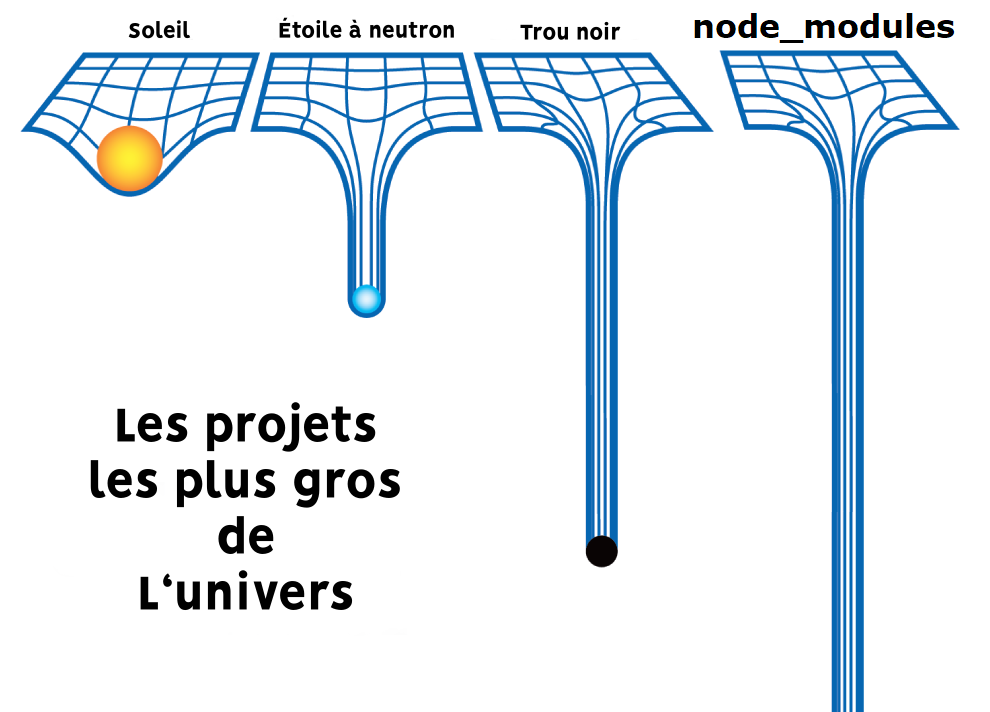 Soleil
Étoile à neutron
Trou noir
node_modules
Les projets
les plus gros
de
L‘univers